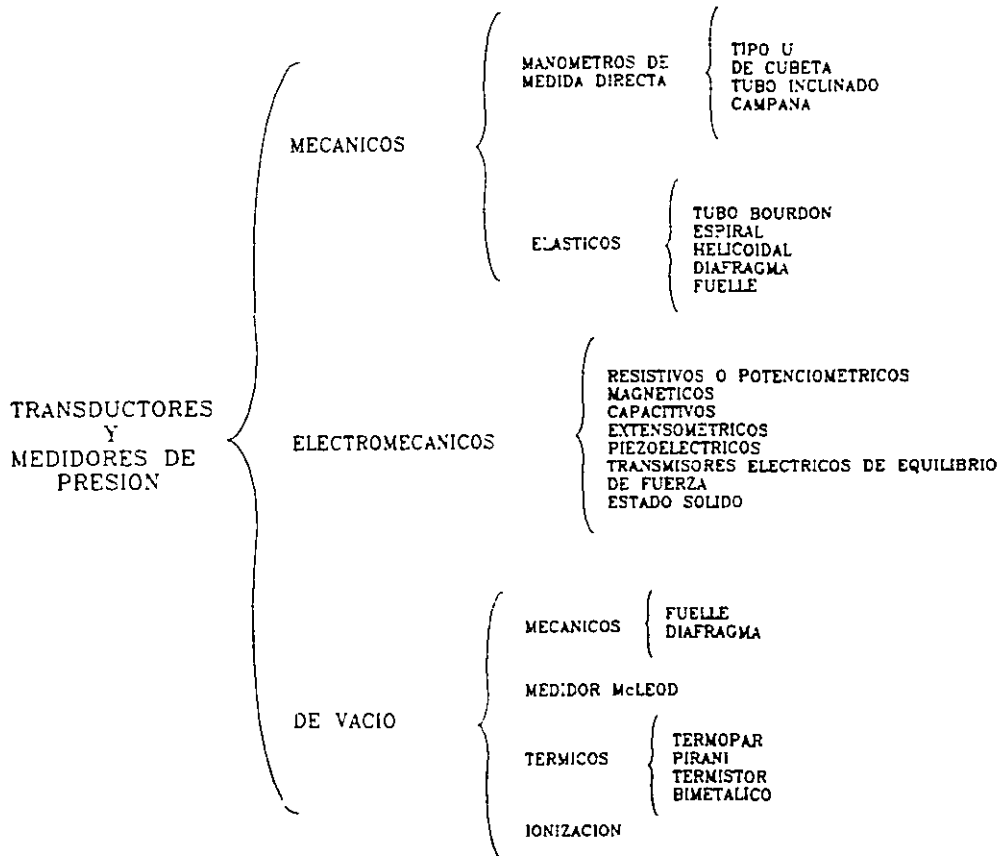 TRANSDUCTORES
Y
MEDIDORES DE
PRESION
MECANICOS
MANOMETROS DE
MEDIDA DIRECTA
TIPO U
DE CUBETA
TUBO INCLINADO
CAMPANA
ELASTICOS
TUBO BOURDON
ESPIRAL
HELICOIDAL
DIAFRAGMA
FUELLE
ELECTROMECANICOS
RESISTIVOS O POTENCIOMETRICOS
MAGNETICOS
CAPACITIVOS
EXTENSOMETRICOS
PIEZOELECTRICOS
TRANSMISORES ELECTRICOS DE EQUILIBRIO
DE FUERZA
ESTADO SOLIDO
DE VACIO
MECANICOS
FUELLE
DIAFRAGMA
MEDIDOR McLEOD
TERMICOS
TERMOPAR
PIRANI
TERMISTOR
BIMETALICO
IONIZACION